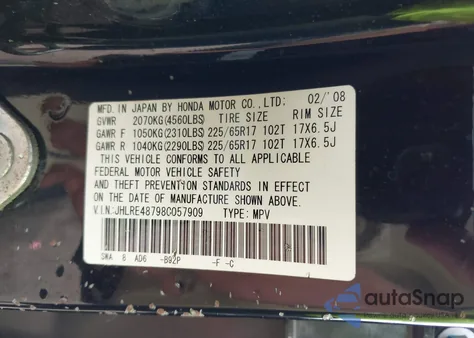 MFD. IN JAPAN BY HONDA MOTOR CO.,LTD: 02/'08
GVWR 2070KG(4560LBS) TIRE SIZE RIM SIZE
GAWR F 1050KG(2310LBS) 225/65R17 102T 17X6.5J
GAWR R 1040KG(2290LBS) 225/65R17 102T 17X6.5J
THIS VEHICLE CONFORMS TO ALL APPLICABLE
FEDERAL MOTOR VEHICLE SAFETY
AND THEFT PREVENTION STANDARDS IN EFFECT
ON THE DATE OF MANUFACTURE SHOWN ABOVE.
V.I.N:JHLRE48798C057909 TYPE: MPV
SWA 8 AD6 -B92P -F -C
autoSnap